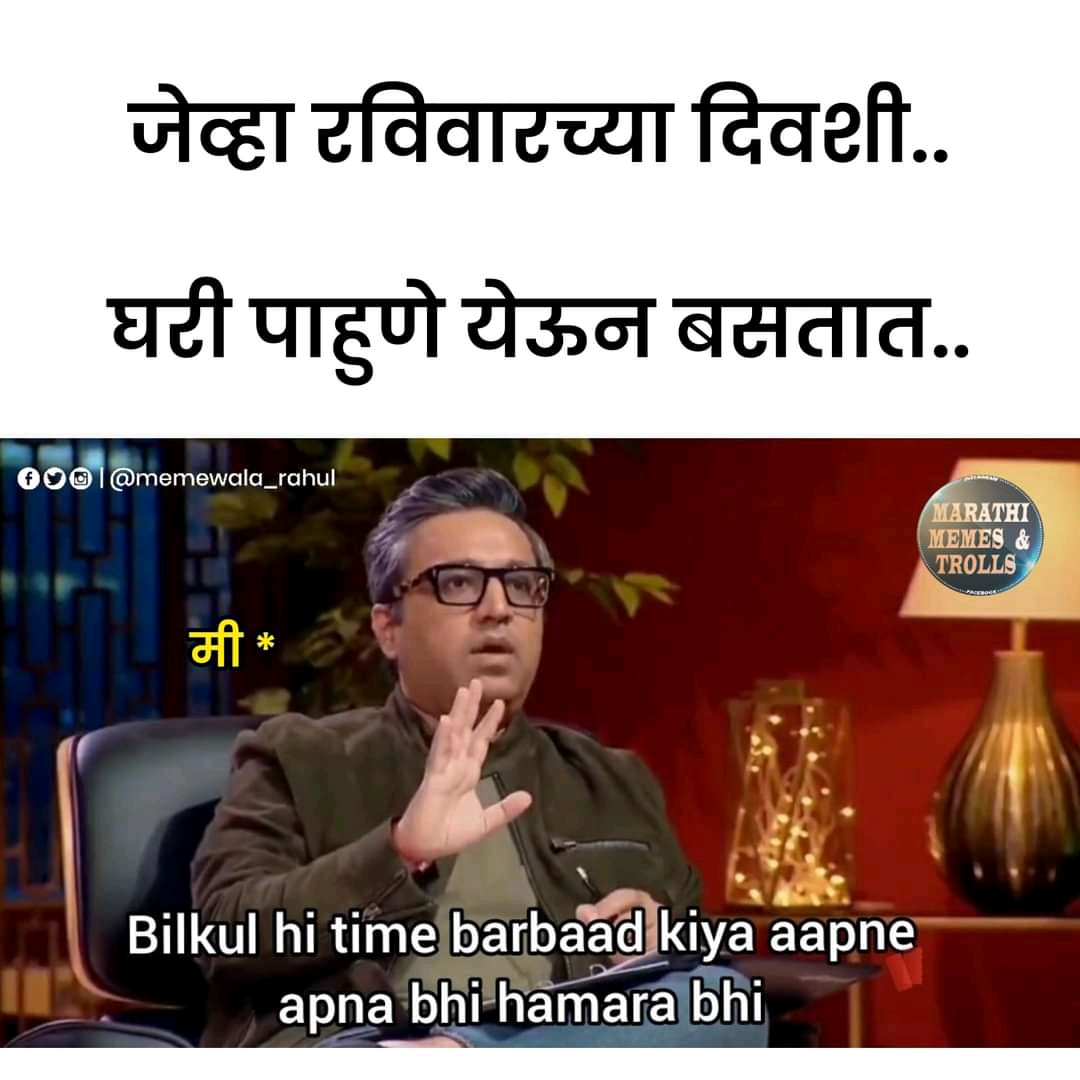 जेव्हा रविवारच्या दिवशी..
घरी पाहुणे येऊन बसतात..
| @memewala_rahul
MARATHI
MEMES &
TROLLS
FACEBOOK
मी *
Bilkul hi time barbaad kiya aapne
apna bhi hamara bhi